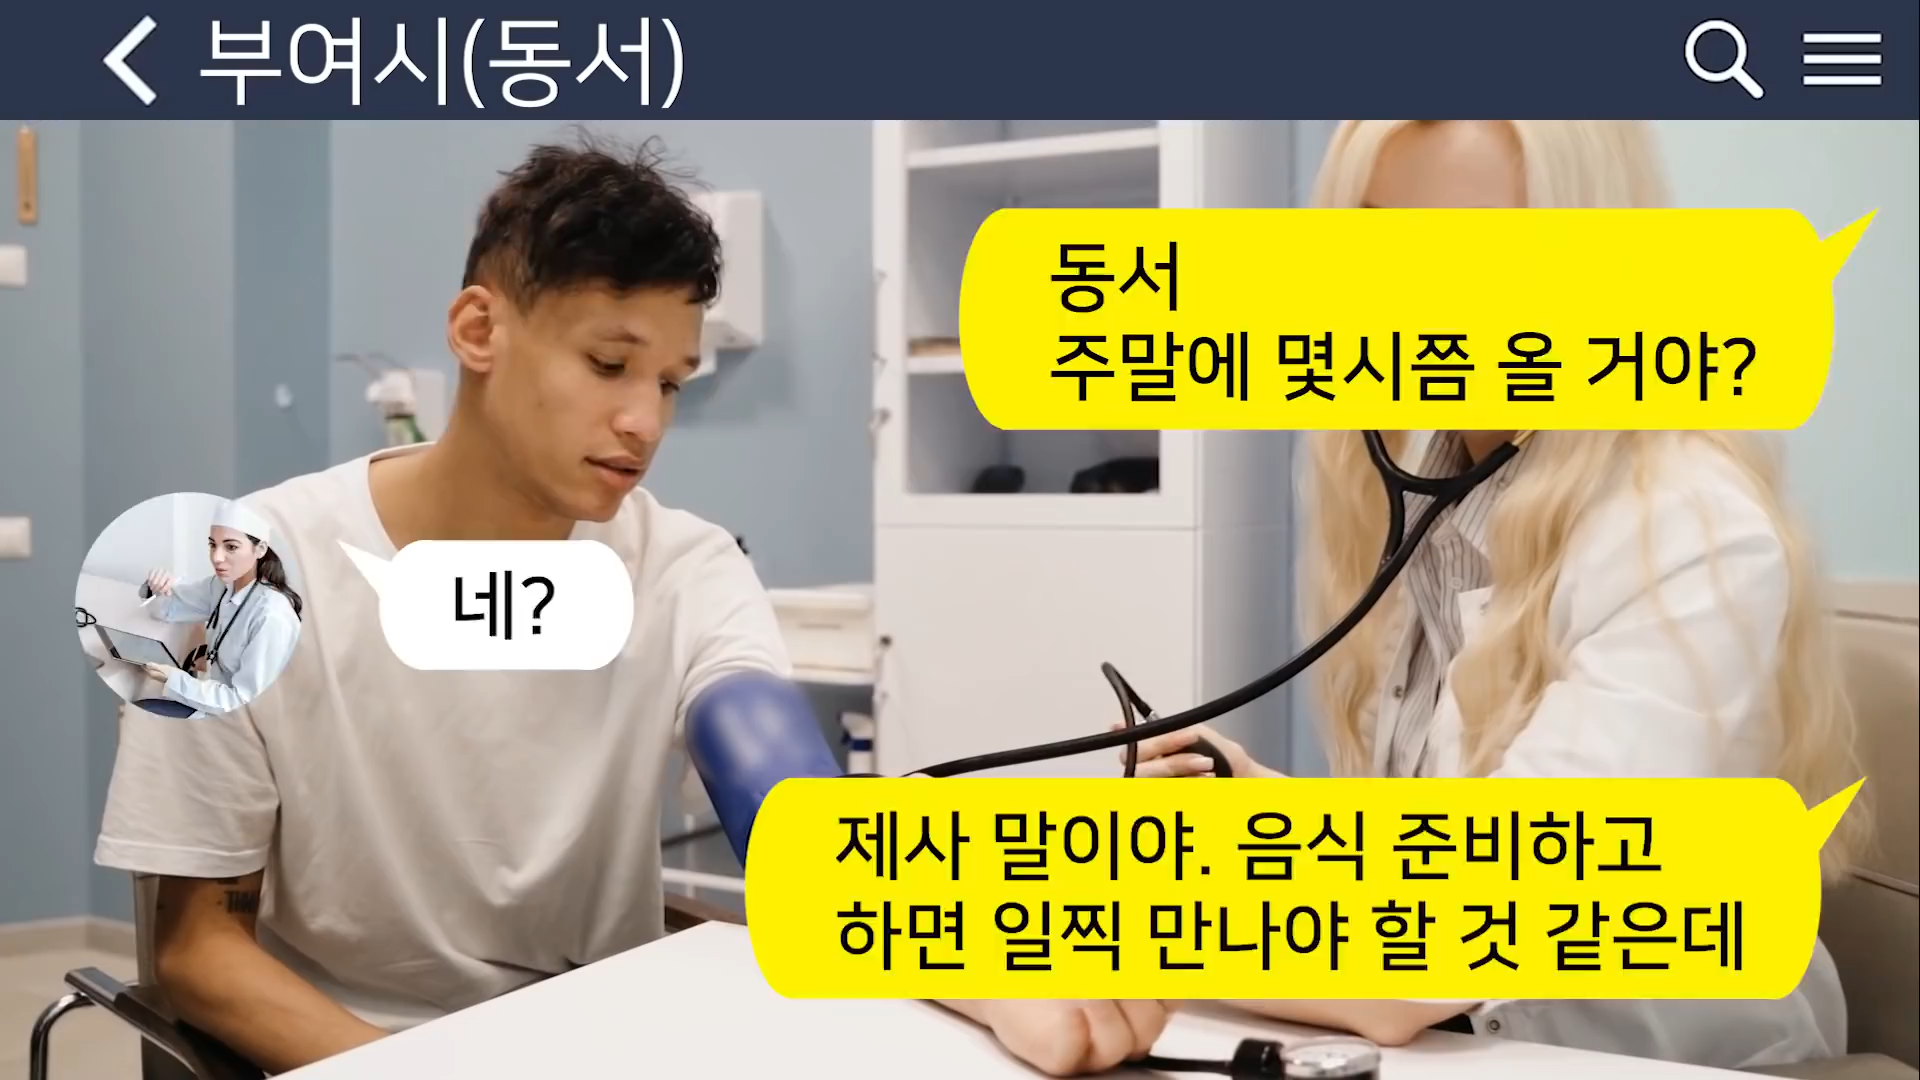 부여시(동서)
동서
주말에 몇시쯤 올 거야?
네?
제사 말이야. 음식 준비하고
하면 일찍 만나야 할 것 같은데